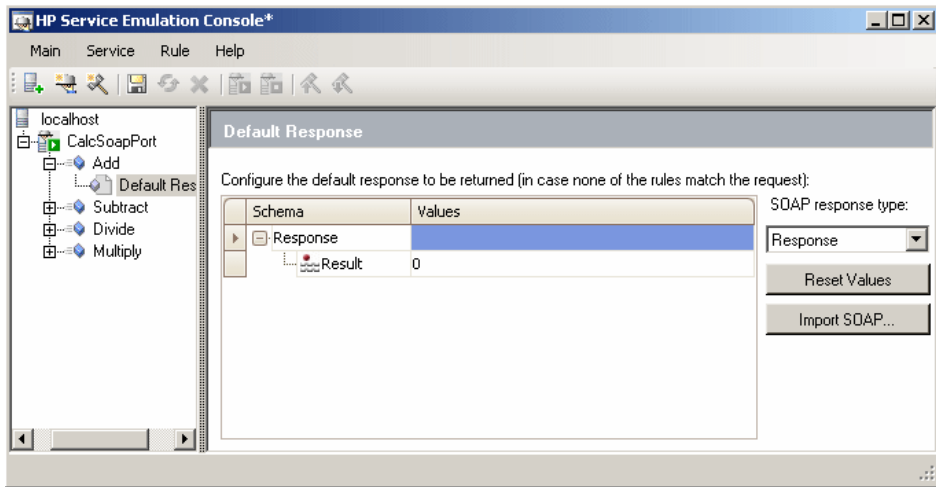 HP Service Emulation Console*
Main Service Rule Help
localhost
CalcSoapPort
Add
Default Res
Subtract
Divide
Multiply
Default Response
Configure the default response to be returned (in case none of the rules match the request):
Schema Values
Response
Result 0
SOAP response type:
Response
Reset Values
Import SOAP...